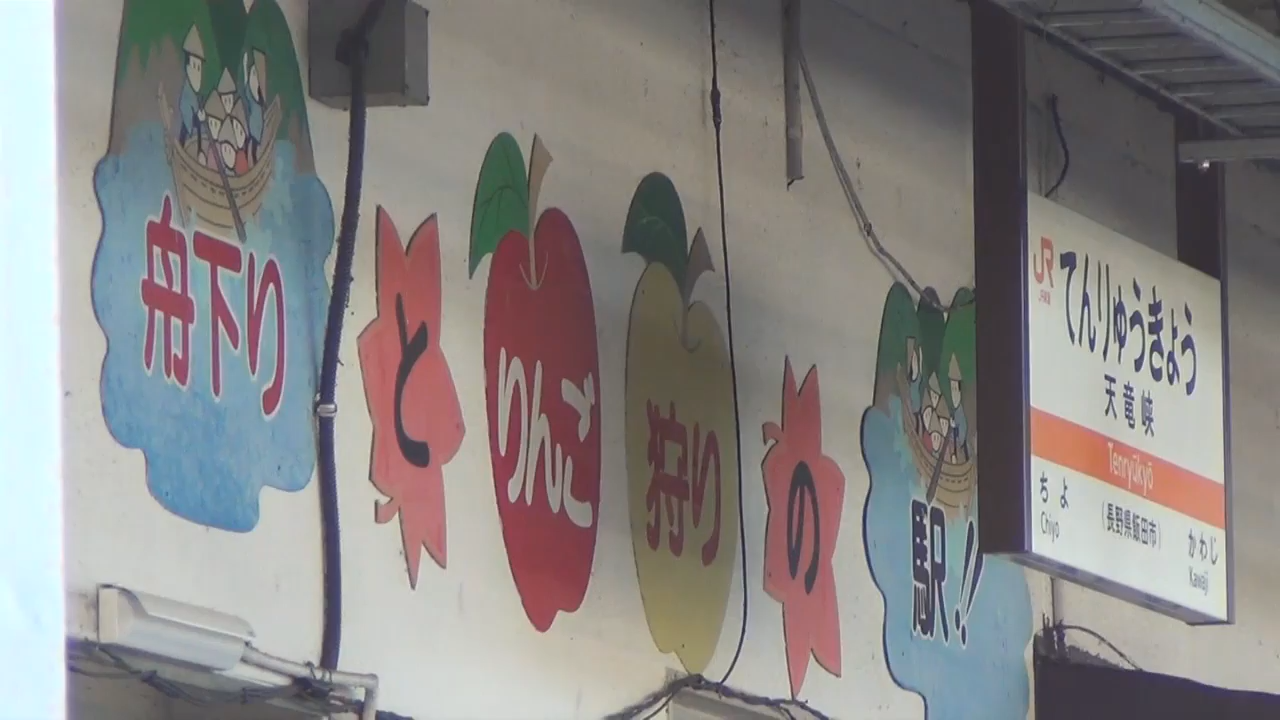 舟下り
と
りんご
狩り
の
駅!!
JR
てんりゅうきょう
天竜峡
Tenryūkyō
ちよ
Chiyo
(長野県飯田市)
かわじ
Kawaji